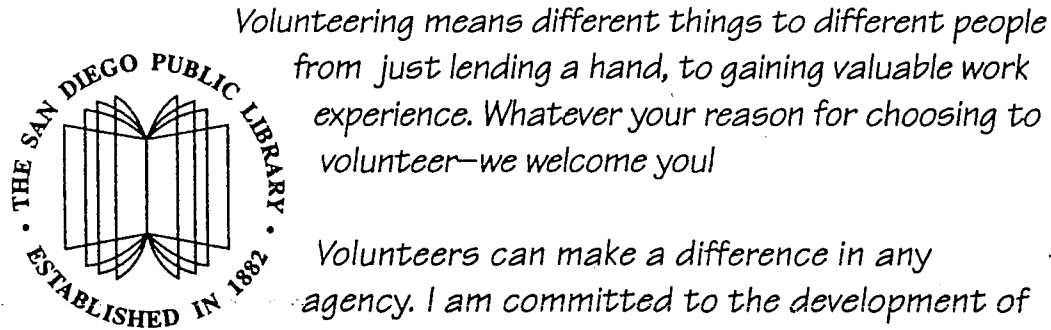 Volunteering means different things to different people
from just lending a hand, to gaining valuable work
experience. Whatever your reason for choosing to
volunteer—we welcome you!
Volunteers can make a difference in any
agency. I am committed to the development of
· THE SAN DIEGO PUBLIC LIBRARY ·
ESTABLISHED IN 1882